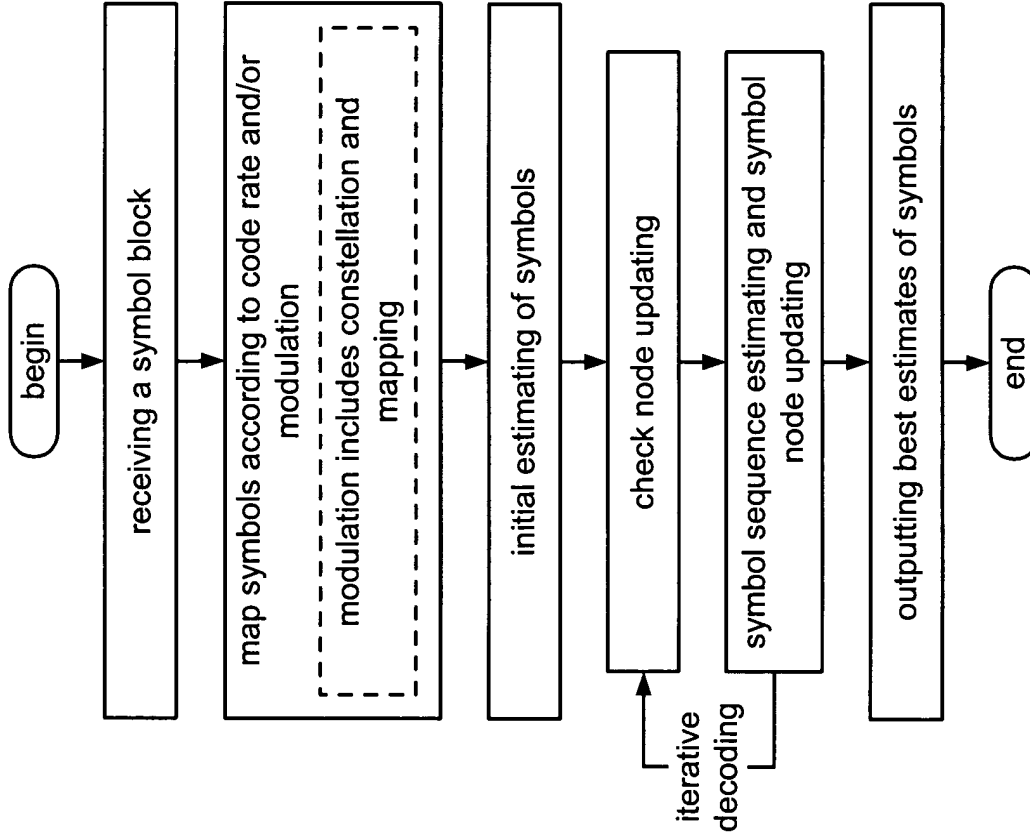 begin
receiving a symbol block
map symbols according to code rate and/or
modulation
modulation includes constellation and
mapping
initial estimating of symbols
check node updating
symbol sequence estimating and symbol
node updating
iterative
decoding
outputting best estimates of symbols
end